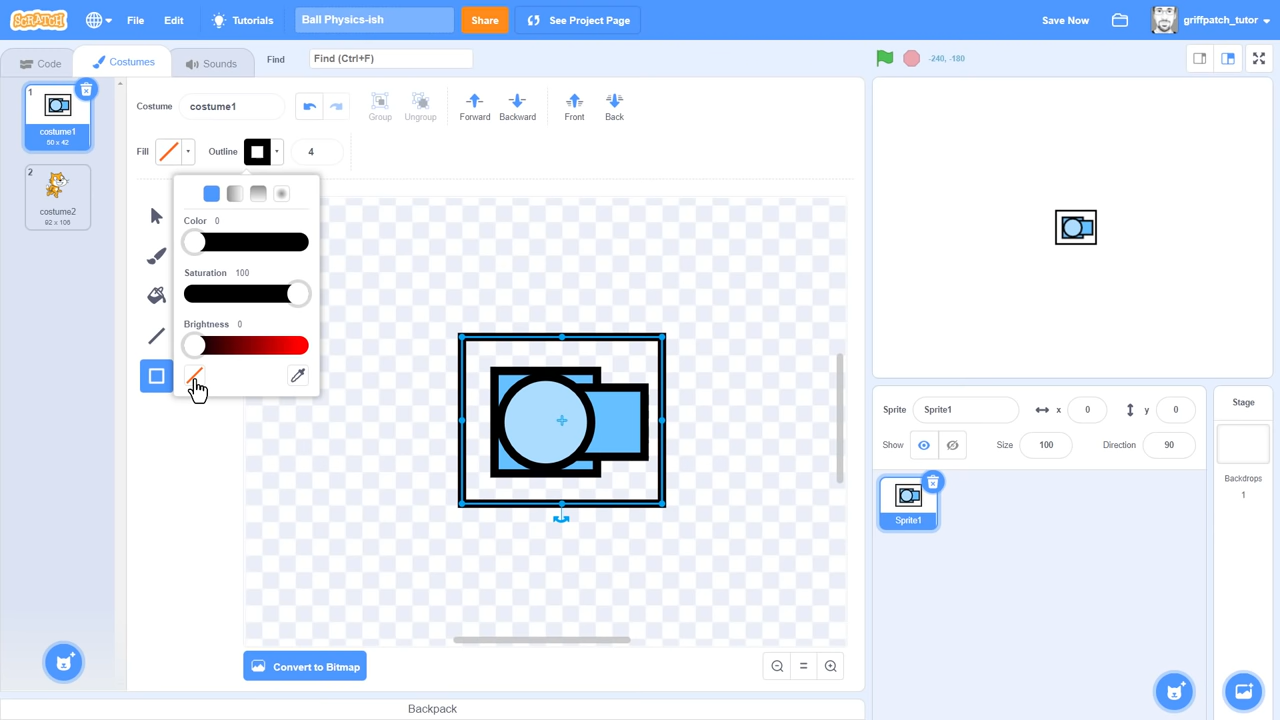 SCRATCH File Edit Tutorials Ball Physics-ish Share See Project Page Save Now griffpatch_tutor
Code Costumes Sounds Find Find (Ctrl+F) -240, -180
1
costume1
50 x 42
2
costume2
92 x 106
Costume costume1 Group Ungroup Forward Backward Front Back
Fill Outline 4
Color 0
Saturation 100
Brightness 0
Convert to Bitmap
Backpack
Sprite Sprite1 x 0 y 0
Show Size 100 Direction 90
Sprite1
Stage
Backdrops
1